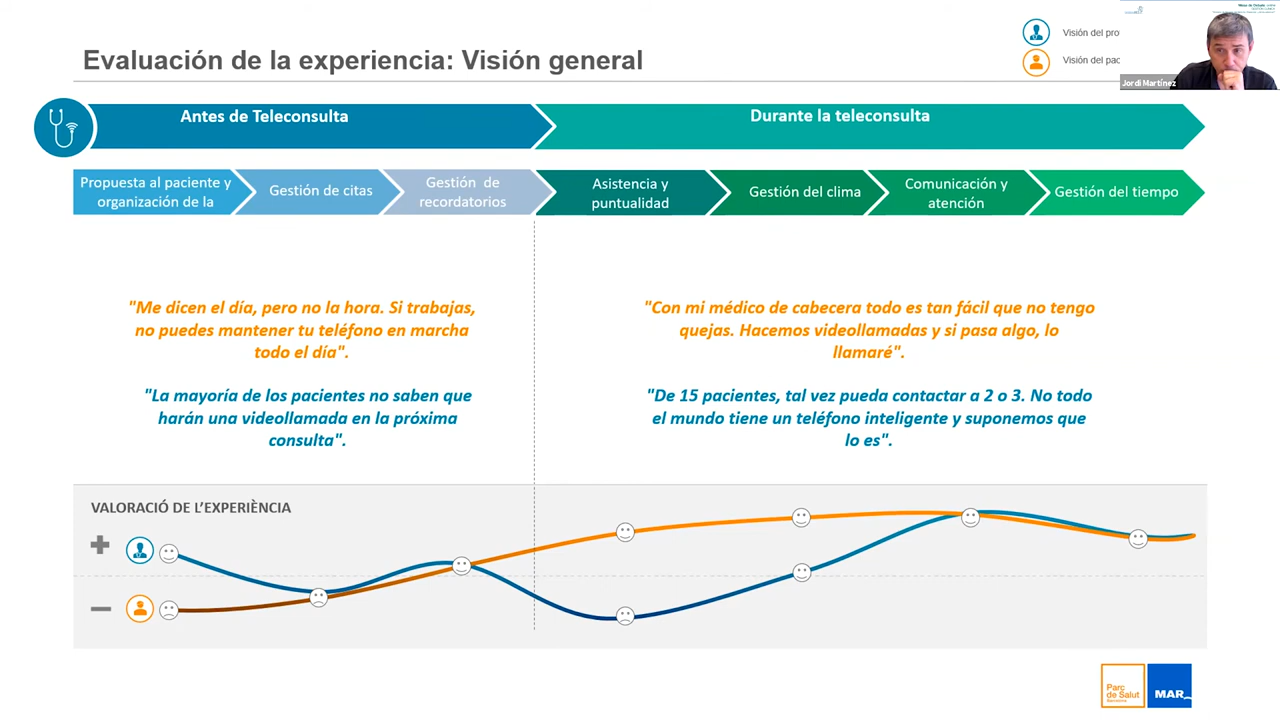 Evaluación de la experiencia: Visión general
Visión del pro
Visión del pac
Jordi Martínez
Antes de Teleconsulta
Durante la teleconsulta
Propuesta al paciente y
organización de la
Gestión de citas
Gestión de
recordatorios
Asistencia y
puntualidad
Gestión del clima
Comunicación y
atención
Gestión del tiempo
"Me dicen el día, pero no la hora. Si trabajas,
no puedes mantener tu teléfono en marcha
todo el día".
"La mayoría de los pacientes no saben que
harán una videollamada en la próxima
consulta".
"Con mi médico de cabecera todo es tan fácil que no tengo
quejas. Hacemos videollamadas y si pasa algo, lo
llamaré".
"De 15 pacientes, tal vez pueda contactar a 2 o 3. No todo
el mundo tiene un teléfono inteligente y suponemos que
lo es".
VALORACIÓ DE L'EXPERIÈNCIA
Parc
de Salut
Barcelona
MAR